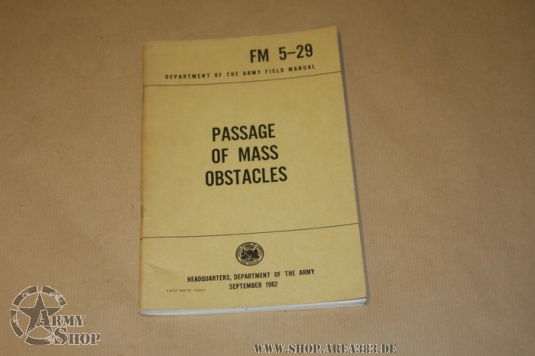 FM 5-29
DEPARTMENT OF THE ARMY FIELD MANUAL
PASSAGE
OF MASS
OBSTACLES
HEADQUARTERS, DEPARTMENT OF THE ARMY
SEPTEMBER 1962
ARMY
SHOP
WWW.SHOP.AREA383.DE